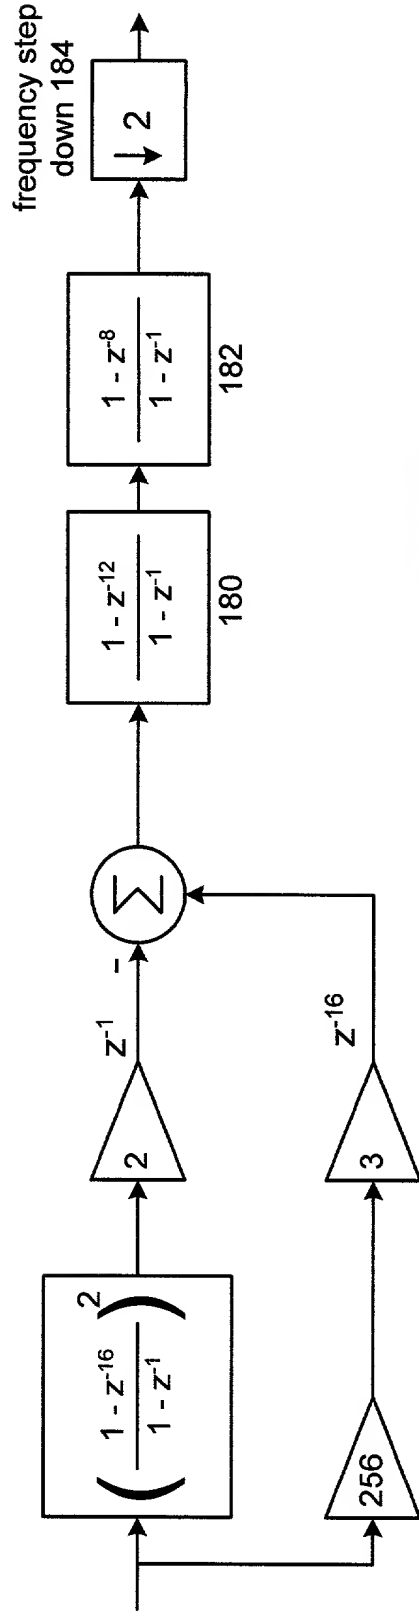 ( 1 - z⁻¹⁶ / 1 - z⁻¹ )²
2
z⁻¹
-
256
3
z⁻¹⁶
Σ
1 - z⁻¹²
1 - z⁻¹
180
1 - z⁻⁸
1 - z⁻¹
182
↓ 2
frequency step
down 184